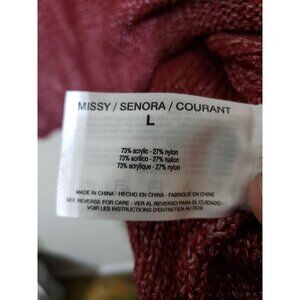 MISSY / SENORA / COURANT
L
73% acrylic - 27% nylon
73% acrilico - 27% nailon
73% acrylique - 27% nylon
MADE IN CHINA - HECHO EN CHINA - FABRIQUÉ EN CHINE
SEE REVERSE FOR CARE - VER AL REVERSO PARA EL CUIDADO -
VOIR LES INSTRUCTIONS D'ENTRETIEN AU DOS